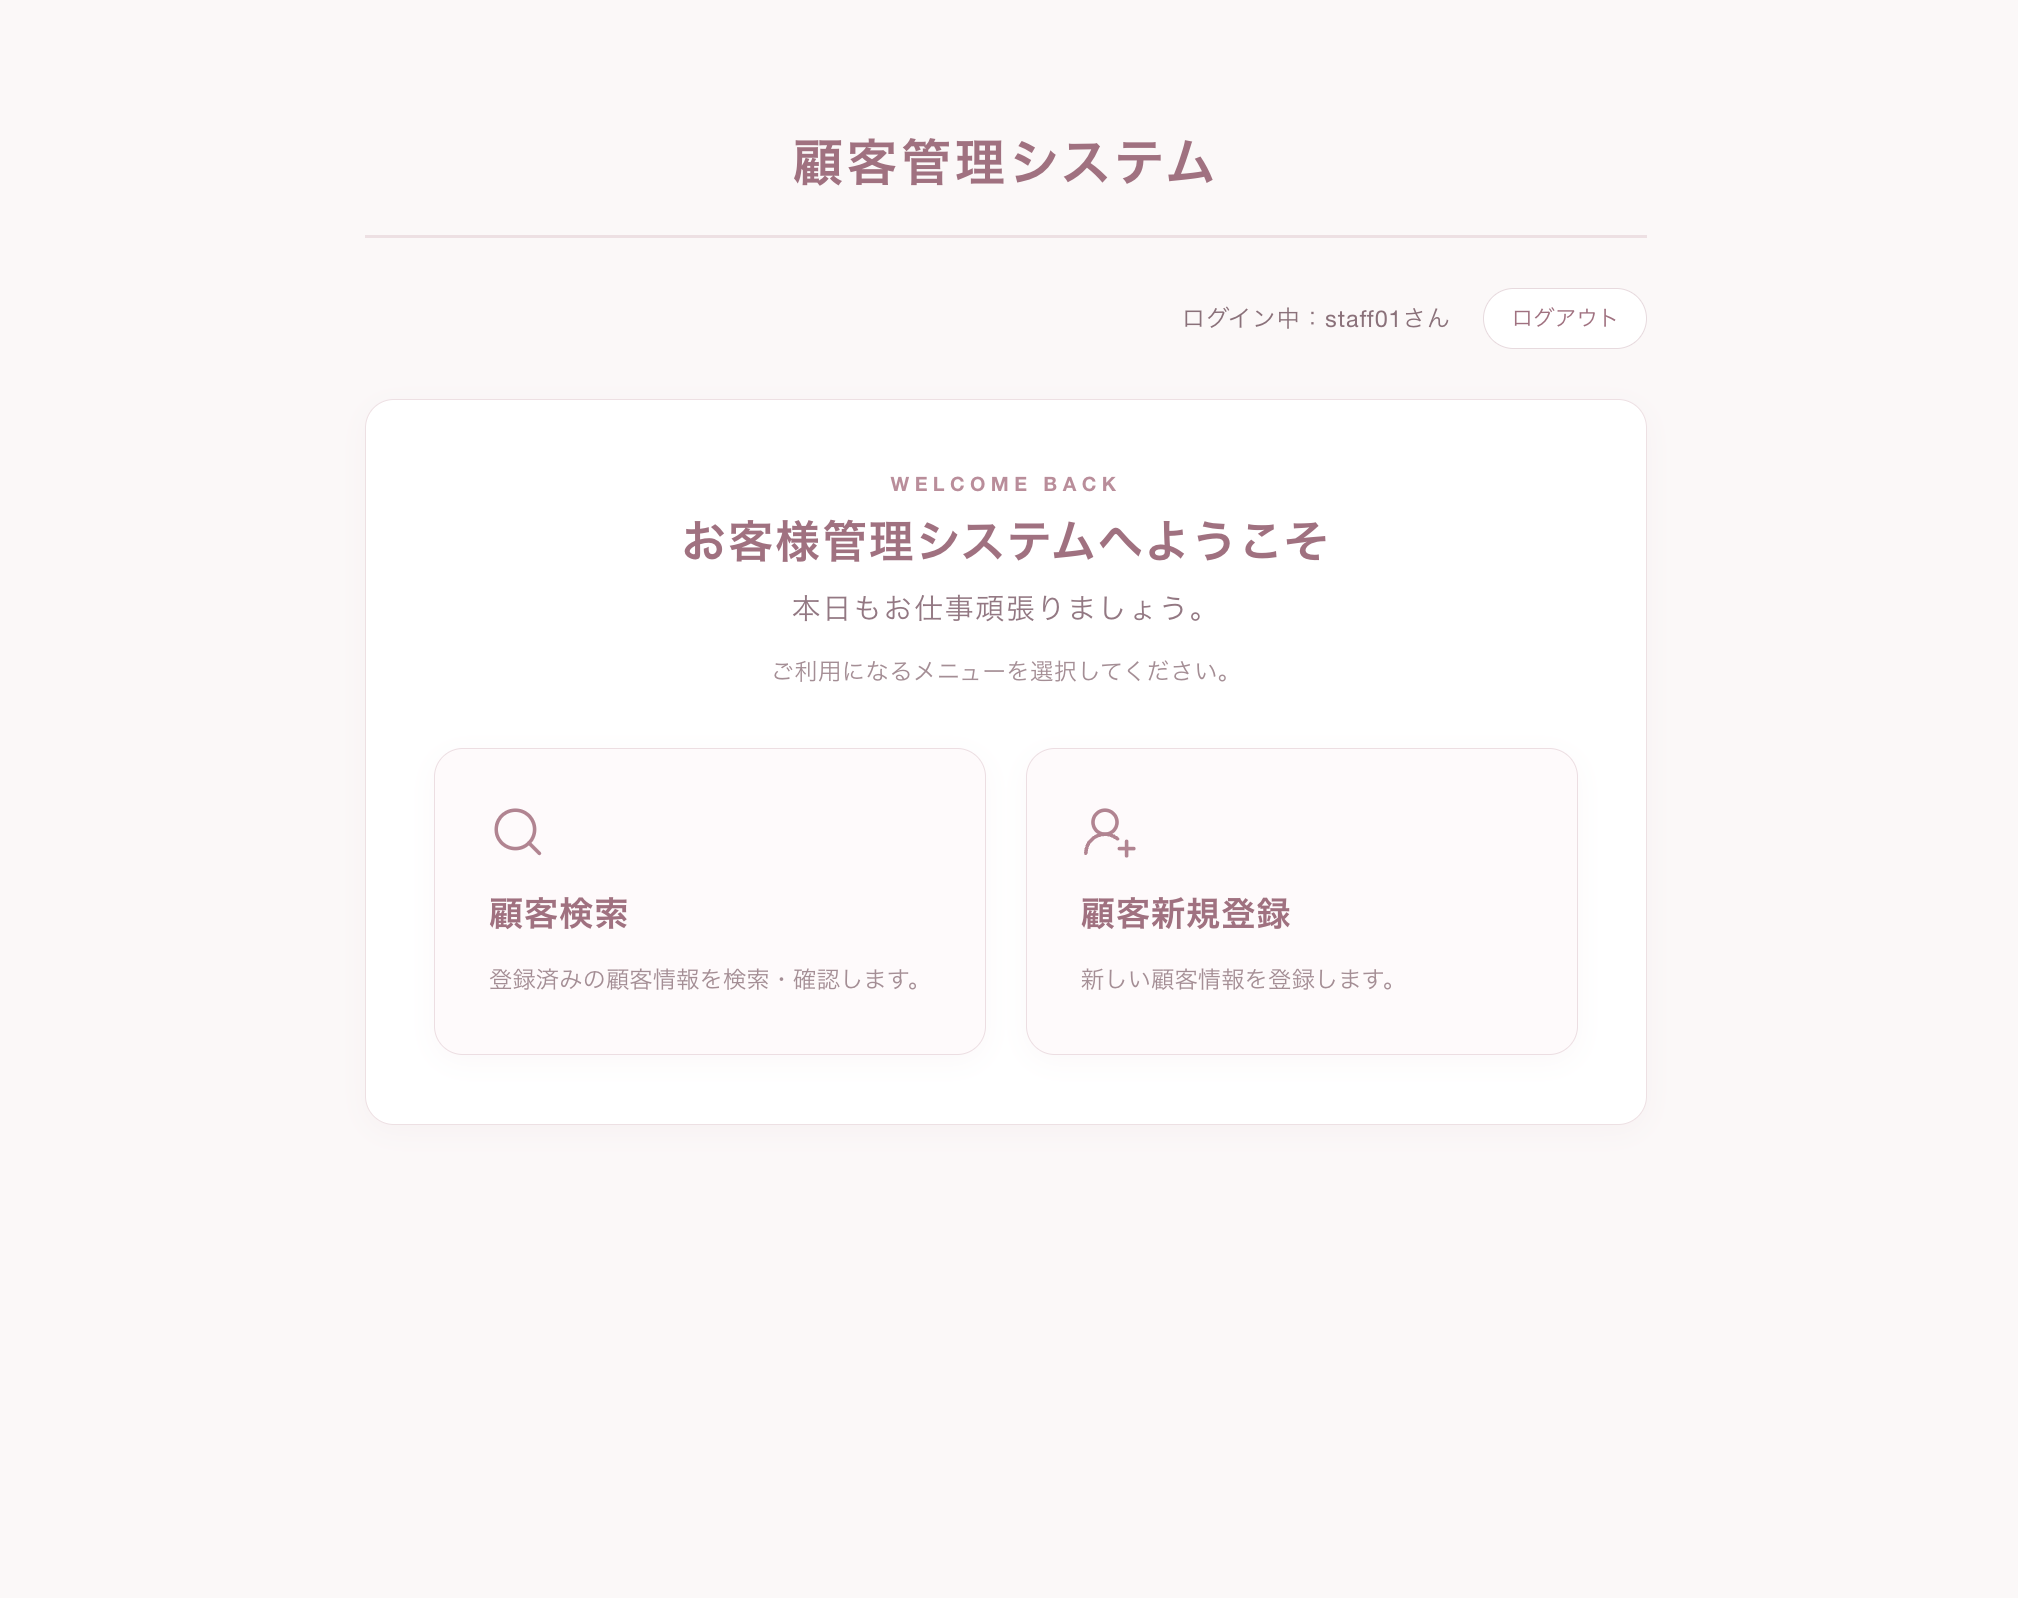 顧客管理システム
ログイン中：staff01さん
ログアウト
WELCOME BACK
お客様管理システムへようこそ
本日もお仕事頑張りましょう。
ご利用になるメニューを選択してください。
顧客検索
登録済みの顧客情報を検索・確認します。
顧客新規登録
新しい顧客情報を登録します。